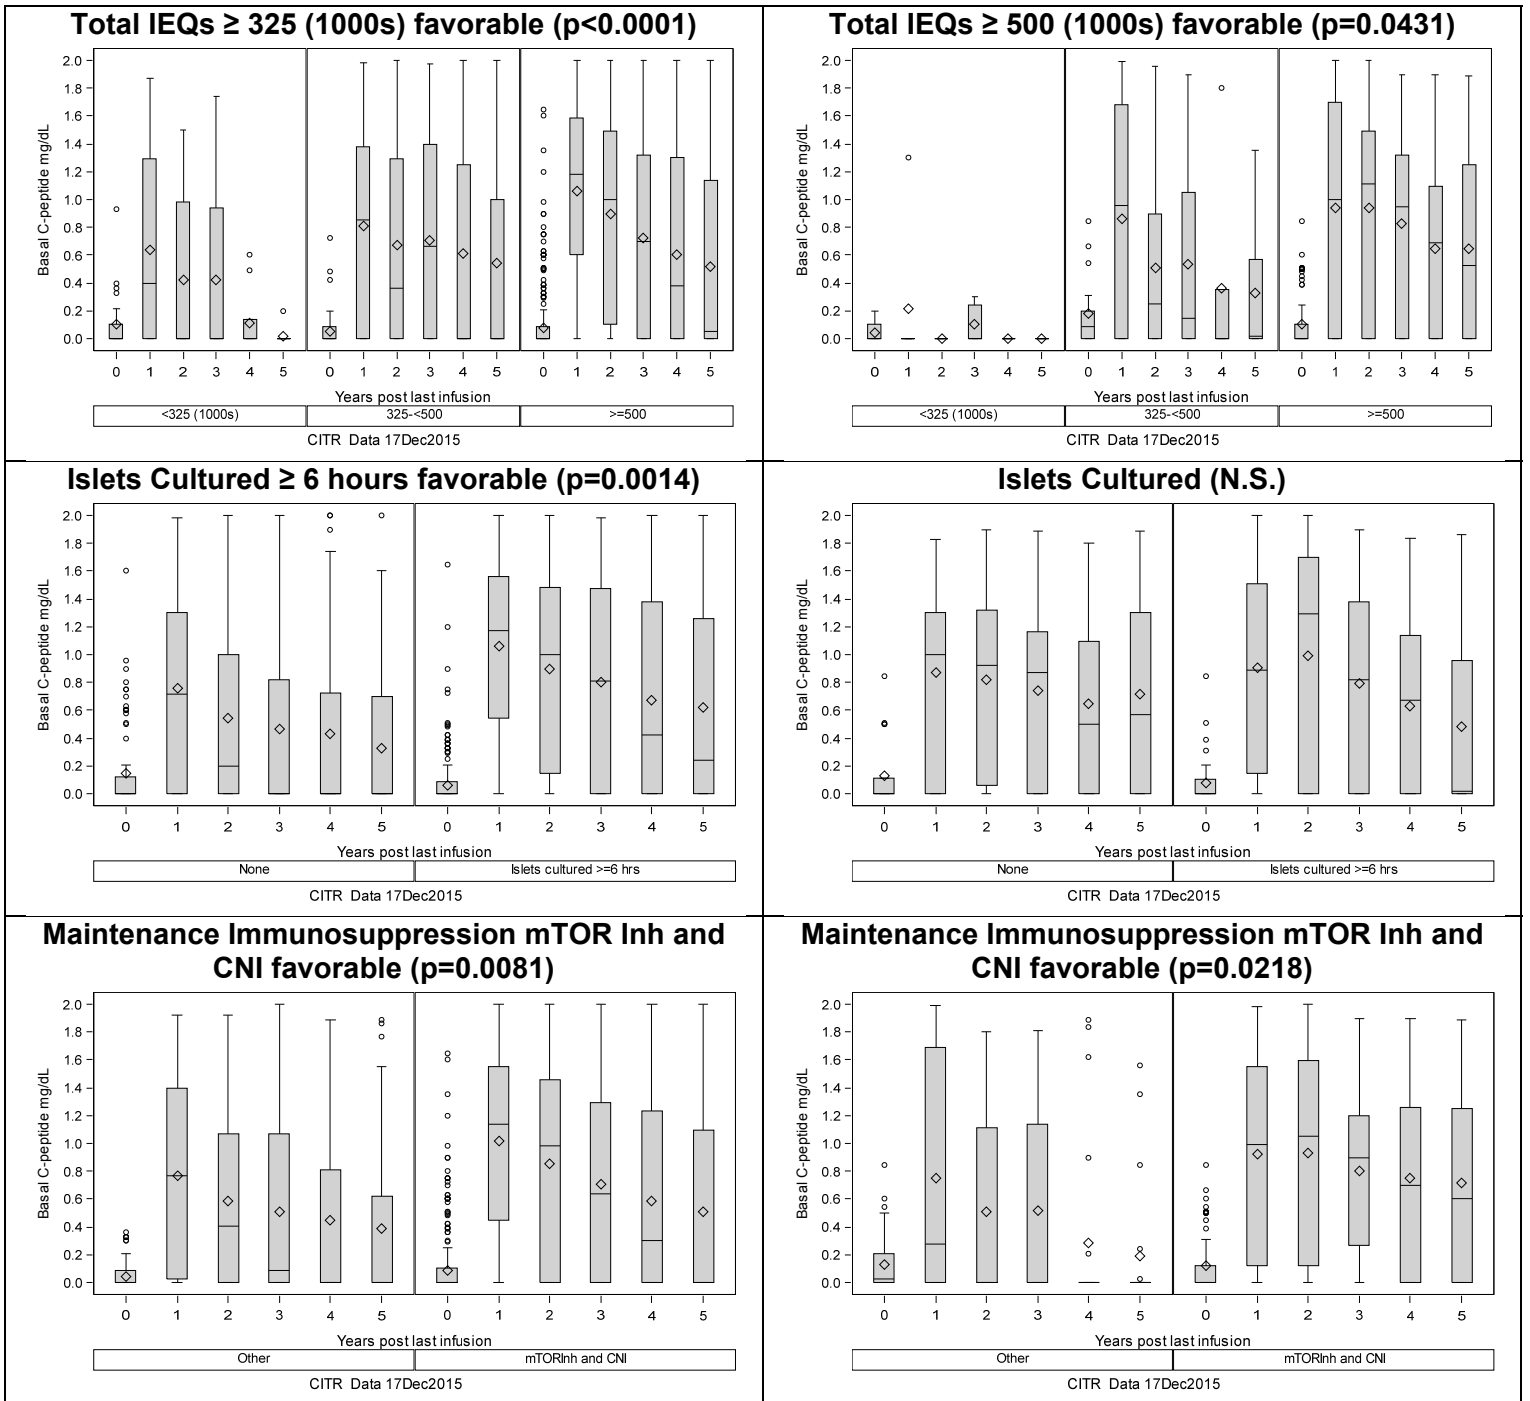 Total IEQs ≥ 325 (1000s) favorable (p<0.0001)
Basal C-peptide mg/dL
2.0
1.8
1.6
1.4
1.2
1.0
0.8
0.6
0.4
0.2
0.0
0 1 2 3 4 5 0 1 2 3 4 5 0 1 2 3 4 5
Years post last infusion
<325 (1000s) 325-<500 >=500
CITR Data 17Dec2015
Total IEQs ≥ 500 (1000s) favorable (p=0.0431)
Basal C-peptide mg/dL
2.0
1.8
1.6
1.4
1.2
1.0
0.8
0.6
0.4
0.2
0.0
0 1 2 3 4 5 0 1 2 3 4 5 0 1 2 3 4 5
Years post last infusion
<325 (1000s) 325-<500 >=500
CITR Data 17Dec2015
Islets Cultured ≥ 6 hours favorable (p=0.0014)
Basal C-peptide mg/dL
2.0
1.8
1.6
1.4
1.2
1.0
0.8
0.6
0.4
0.2
0.0
0 1 2 3 4 5 0 1 2 3 4 5
Years post last infusion
None Islets cultured >=6 hrs
CITR Data 17Dec2015
Islets Cultured (N.S.)
Basal C-peptide mg/dL
2.0
1.8
1.6
1.4
1.2
1.0
0.8
0.6
0.4
0.2
0.0
0 1 2 3 4 5 0 1 2 3 4 5
Years post last infusion
None Islets cultured >=6 hrs
CITR Data 17Dec2015
Maintenance Immunosuppression mTOR Inh and
CNI favorable (p=0.0081)
Basal C-peptide mg/dL
2.0
1.8
1.6
1.4
1.2
1.0
0.8
0.6
0.4
0.2
0.0
0 1 2 3 4 5 0 1 2 3 4 5
Years post last infusion
Other mTORInh and CNI
CITR Data 17Dec2015
Maintenance Immunosuppression mTOR Inh and
CNI favorable (p=0.0218)
Basal C-peptide mg/dL
2.0
1.8
1.6
1.4
1.2
1.0
0.8
0.6
0.4
0.2
0.0
0 1 2 3 4 5 0 1 2 3 4 5
Years post last infusion
Other mTORInh and CNI
CITR Data 17Dec2015